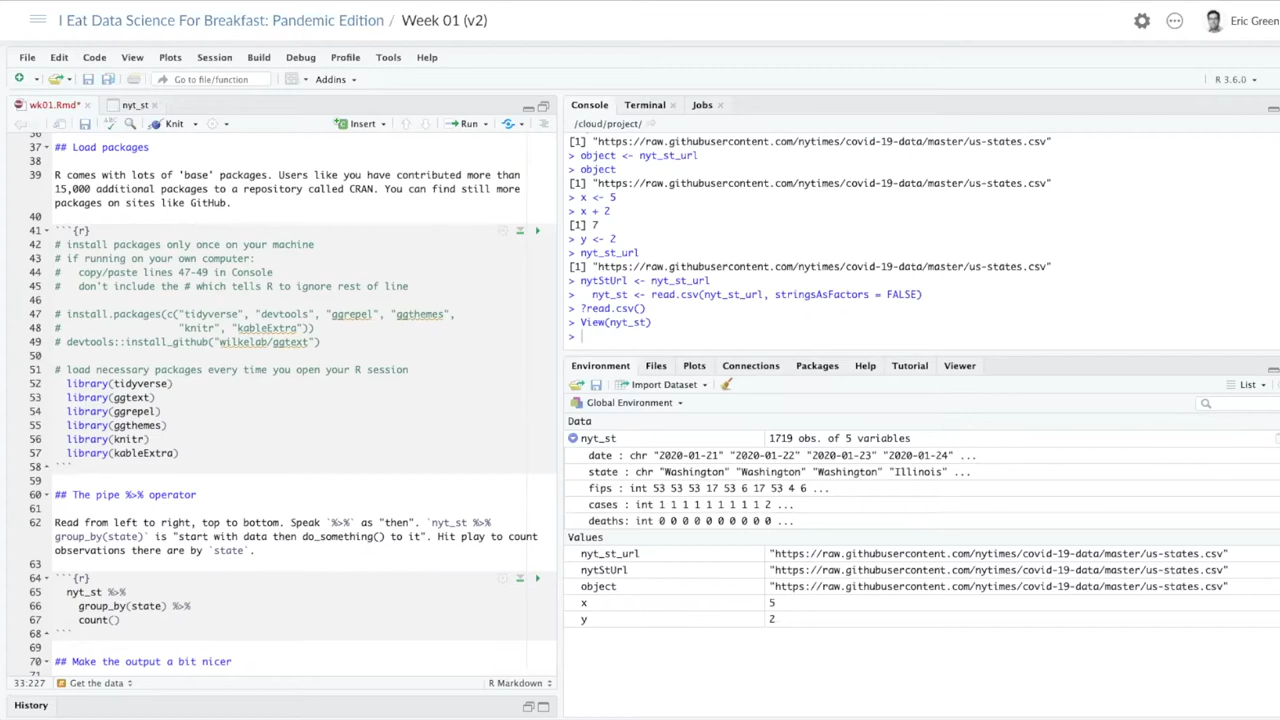 I Eat Data Science For Breakfast: Pandemic Edition / Week 01 (v2)
Eric Green
File Edit Code View Plots Session Build Debug Profile Tools Help
Go to file/function
Addins
R 3.6.0
wk01.Rmd*
nyt_st
Knit
Insert
Run
36
37 ## Load packages
38
39 R comes with lots of 'base' packages. Users like you have contributed more than
15,000 additional packages to a repository called CRAN. You can find still more
packages on sites like GitHub.
40
41 ```{r}
42 # install packages only once on your machine
43 # if running on your own computer:
44 #   copy/paste lines 47-49 in Console
45 #   don't include the # which tells R to ignore rest of line
46
47 # install.packages(c("tidyverse", "devtools", "ggrepel", "ggthemes",
48 #                    "knitr", "kableExtra"))
49 # devtools::install_github("wilkelab/ggtext")
50
51 # load necessary packages every time you open your R session
52   library(tidyverse)
53   library(ggtext)
54   library(ggrepel)
55   library(ggthemes)
56   library(knitr)
57   library(kableExtra)
58 ```
59
60 ## The pipe %>% operator
61
62 Read from left to right, top to bottom. Speak `%>%` as "then". `nyt_st %>%
group_by(state)` is "start with data then do_something() to it". Hit play to count
observations there are by `state`.
63
64 ```{r}
65   nyt_st %>%
66     group_by(state) %>%
67     count()
68 ```
69
70 ## Make the output a bit nicer
71
33:227 Get the data R Markdown
History
Console Terminal Jobs
/cloud/project/
[1] "https://raw.githubusercontent.com/nytimes/covid-19-data/master/us-states.csv"
> object <- nyt_st_url
> object
[1] "https://raw.githubusercontent.com/nytimes/covid-19-data/master/us-states.csv"
> x <- 5
> x + 2
[1] 7
> y <- 2
> nyt_st_url
[1] "https://raw.githubusercontent.com/nytimes/covid-19-data/master/us-states.csv"
> nytStUrl <- nyt_st_url
>   nyt_st <- read.csv(nyt_st_url, stringsAsFactors = FALSE)
> ?read.csv()
> View(nyt_st)
>
Environment Files Plots Connections Packages Help Tutorial Viewer
Import Dataset
List
Global Environment
Data
nyt_st 1719 obs. of 5 variables
date : chr "2020-01-21" "2020-01-22" "2020-01-23" "2020-01-24" ...
state : chr "Washington" "Washington" "Washington" "Illinois" ...
fips : int 53 53 53 17 53 6 17 53 4 6 ...
cases : int 1 1 1 1 1 1 1 1 1 2 ...
deaths: int 0 0 0 0 0 0 0 0 0 0 ...
Values
nyt_st_url "https://raw.githubusercontent.com/nytimes/covid-19-data/master/us-states.csv"
nytStUrl "https://raw.githubusercontent.com/nytimes/covid-19-data/master/us-states.csv"
object "https://raw.githubusercontent.com/nytimes/covid-19-data/master/us-states.csv"
x 5
y 2